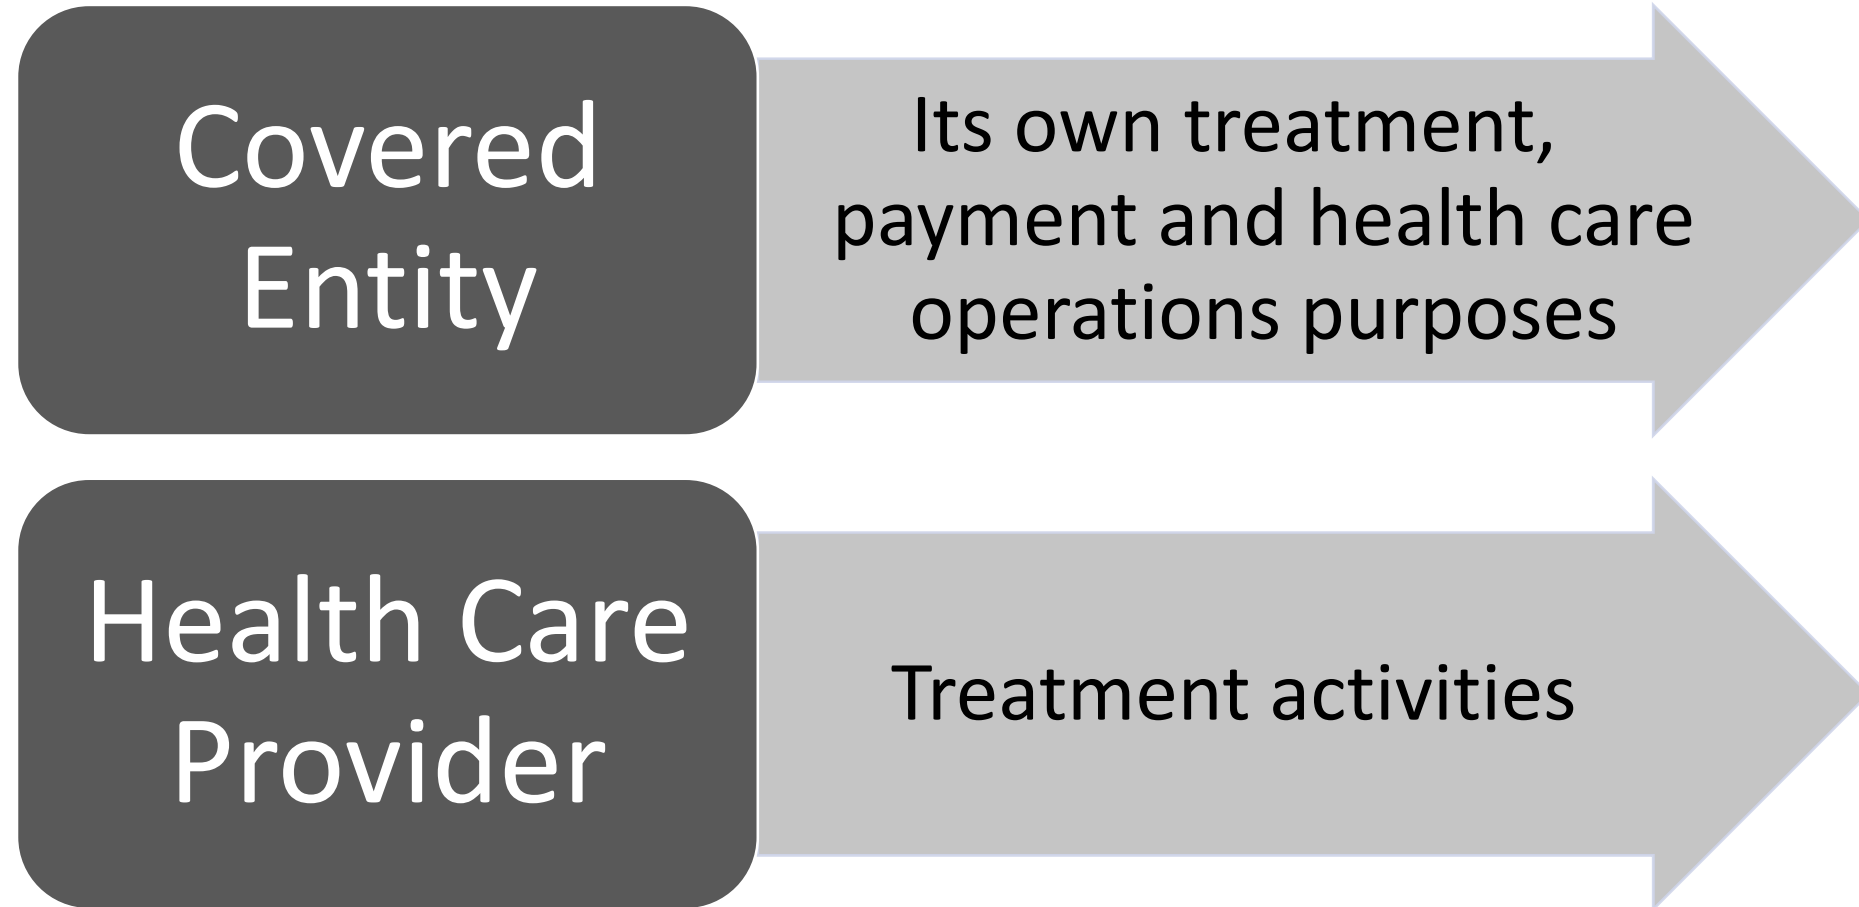 Covered
Entity
Its own treatment,
payment and health care
operations purposes
Health Care
Provider
Treatment activities